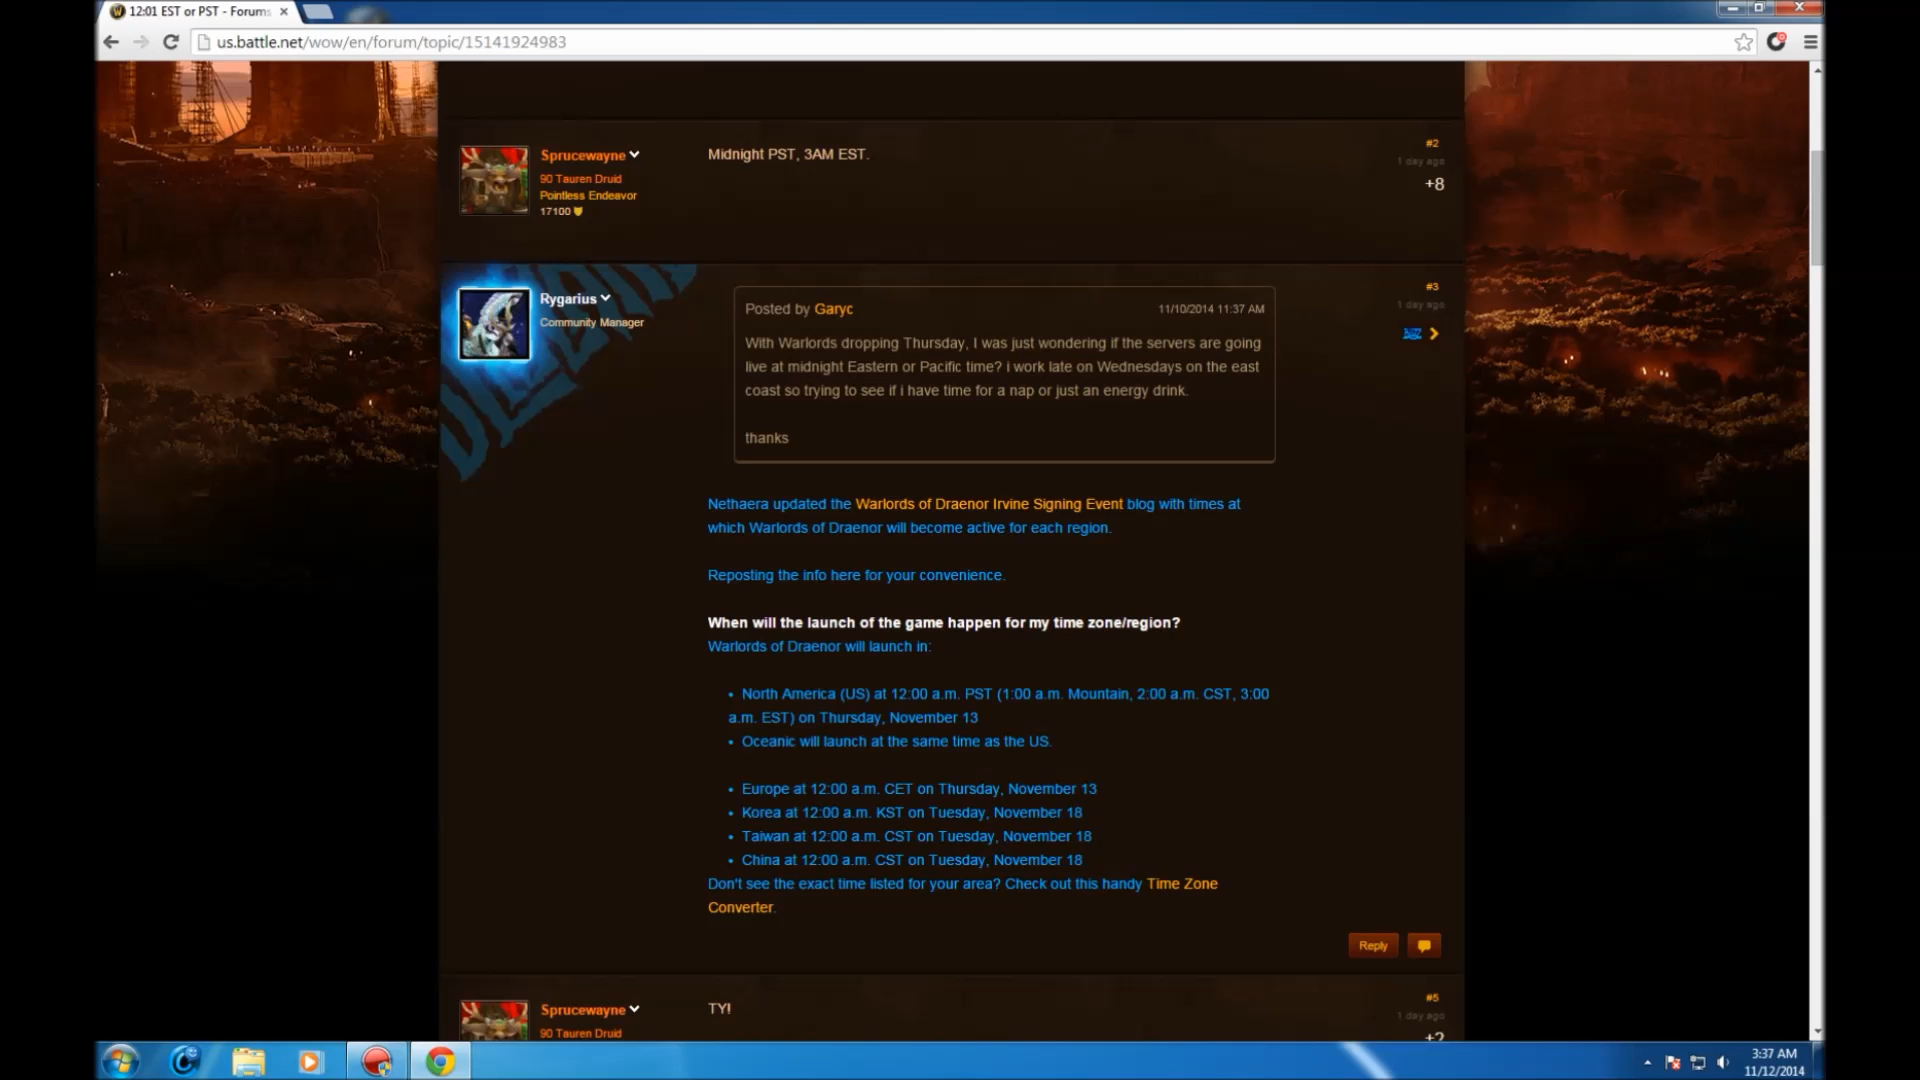 12:01 EST or PST - Forums
us.battle.net/wow/en/forum/topic/15141924983
Sprucewayne
90 Tauren Druid
Pointless Endeavor
17100
Midnight PST, 3AM EST.
#2
1 day ago
+8
Rygarius
Community Manager
Posted by Garyc
11/10/2014 11:37 AM
With Warlords dropping Thursday, I was just wondering if the servers are going
live at midnight Eastern or Pacific time? i work late on Wednesdays on the east
coast so trying to see if i have time for a nap or just an energy drink.
thanks
#3
1 day ago
Nethaera updated the Warlords of Draenor Irvine Signing Event blog with times at
which Warlords of Draenor will become active for each region.
Reposting the info here for your convenience.
When will the launch of the game happen for my time zone/region?
Warlords of Draenor will launch in:
• North America (US) at 12:00 a.m. PST (1:00 a.m. Mountain, 2:00 a.m. CST, 3:00
a.m. EST) on Thursday, November 13
• Oceanic will launch at the same time as the US.
• Europe at 12:00 a.m. CET on Thursday, November 13
• Korea at 12:00 a.m. KST on Tuesday, November 18
• Taiwan at 12:00 a.m. CST on Tuesday, November 18
• China at 12:00 a.m. CST on Tuesday, November 18
Don't see the exact time listed for your area? Check out this handy Time Zone
Converter.
Reply
Sprucewayne
90 Tauren Druid
TY!
#5
1 day ago
+2
3:37 AM
11/12/2014